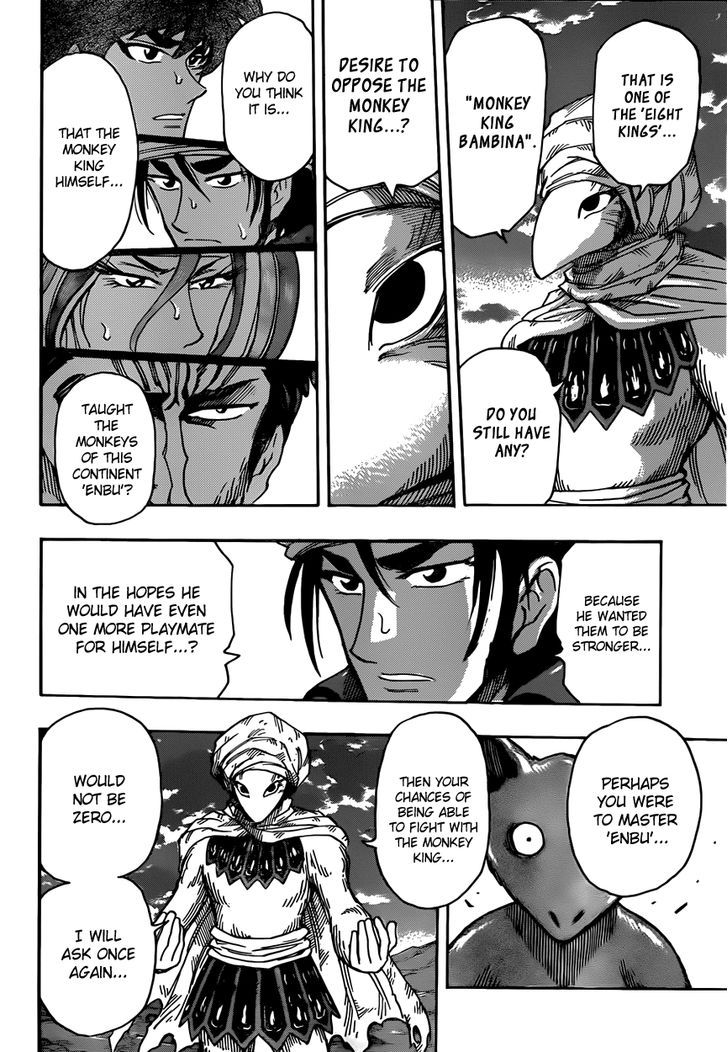 THAT IS
ONE OF
THE 'EIGHT
KINGS'...
"MONKEY
KING
BAMBINA".
DO YOU
STILL HAVE
ANY?
DESIRE TO
OPPOSE THE
MONKEY
KING...?
WHY DO
YOU THINK
IT IS...
THAT THE
MONKEY
KING
HIMSELF...
TAUGHT
THE
MONKEYS
OF THIS
CONTINENT
'ENBU'?
BECAUSE
HE WANTED
THEM TO BE
STRONGER...
IN THE HOPES HE
WOULD HAVE EVEN
ONE MORE PLAYMATE
FOR HIMSELF...?
PERHAPS
YOU WERE
TO MASTER
'ENBU'...
THEN YOUR
CHANCES OF
BEING ABLE
TO FIGHT WITH
THE MONKEY
KING...
WOULD
NOT BE
ZERO...
I WILL
ASK ONCE
AGAIN...